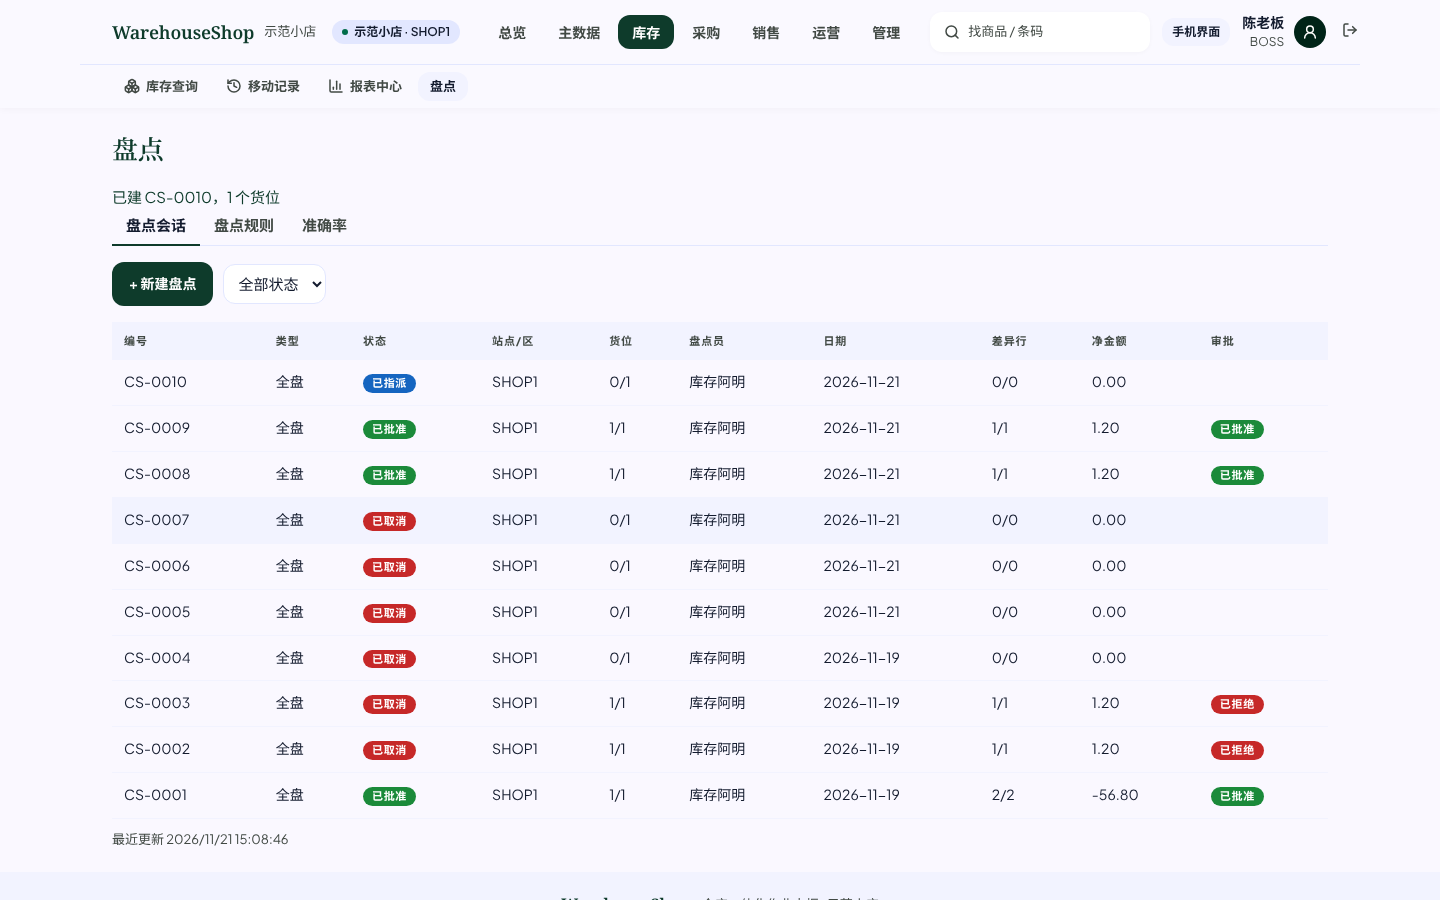 WarehouseShop 示范小店 示范小店 · SHOP1 总览 主数据 库存 采购 销售 运营 管理 找商品 / 条码 手机界面 陈老板
BOSS
库存查询 移动记录 报表中心 盘点
盘点
已建 CS-0010，1 个货位
盘点会话 盘点规则 准确率
+ 新建盘点 全部状态
编号 类型 状态 站点/区 货位 盘点员 日期 差异行 净金额 审批
CS-0010 全盘 已指派 SHOP1 0/1 库存阿明 2026-11-21 0/0 0.00
CS-0009 全盘 已批准 SHOP1 1/1 库存阿明 2026-11-21 1/1 1.20 已批准
CS-0008 全盘 已批准 SHOP1 1/1 库存阿明 2026-11-21 1/1 1.20 已批准
CS-0007 全盘 已取消 SHOP1 0/1 库存阿明 2026-11-21 0/0 0.00
CS-0006 全盘 已取消 SHOP1 0/1 库存阿明 2026-11-21 0/0 0.00
CS-0005 全盘 已取消 SHOP1 0/1 库存阿明 2026-11-21 0/0 0.00
CS-0004 全盘 已取消 SHOP1 0/1 库存阿明 2026-11-19 0/0 0.00
CS-0003 全盘 已取消 SHOP1 1/1 库存阿明 2026-11-19 1/1 1.20 已拒绝
CS-0002 全盘 已取消 SHOP1 1/1 库存阿明 2026-11-19 1/1 1.20 已拒绝
CS-0001 全盘 已批准 SHOP1 1/1 库存阿明 2026-11-19 2/2 -56.80 已批准
最近更新 2026/11/21 15:08:46